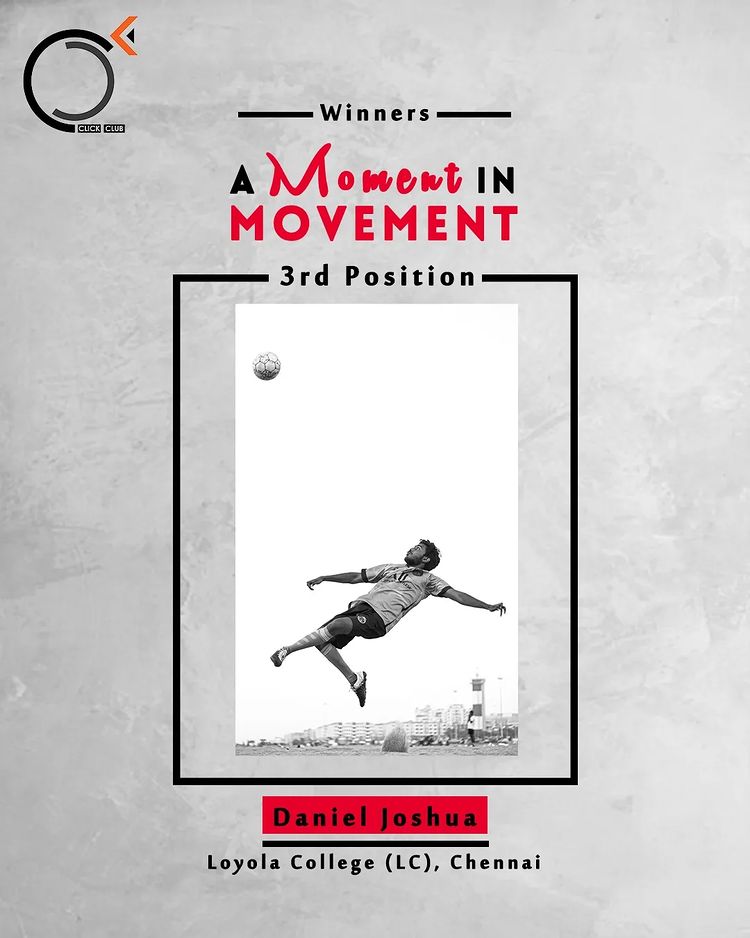 CLICK CLUB
Winners
A Moment IN
MOVEMENT
3rd Position
Daniel Joshua
Loyola College (LC), Chennai